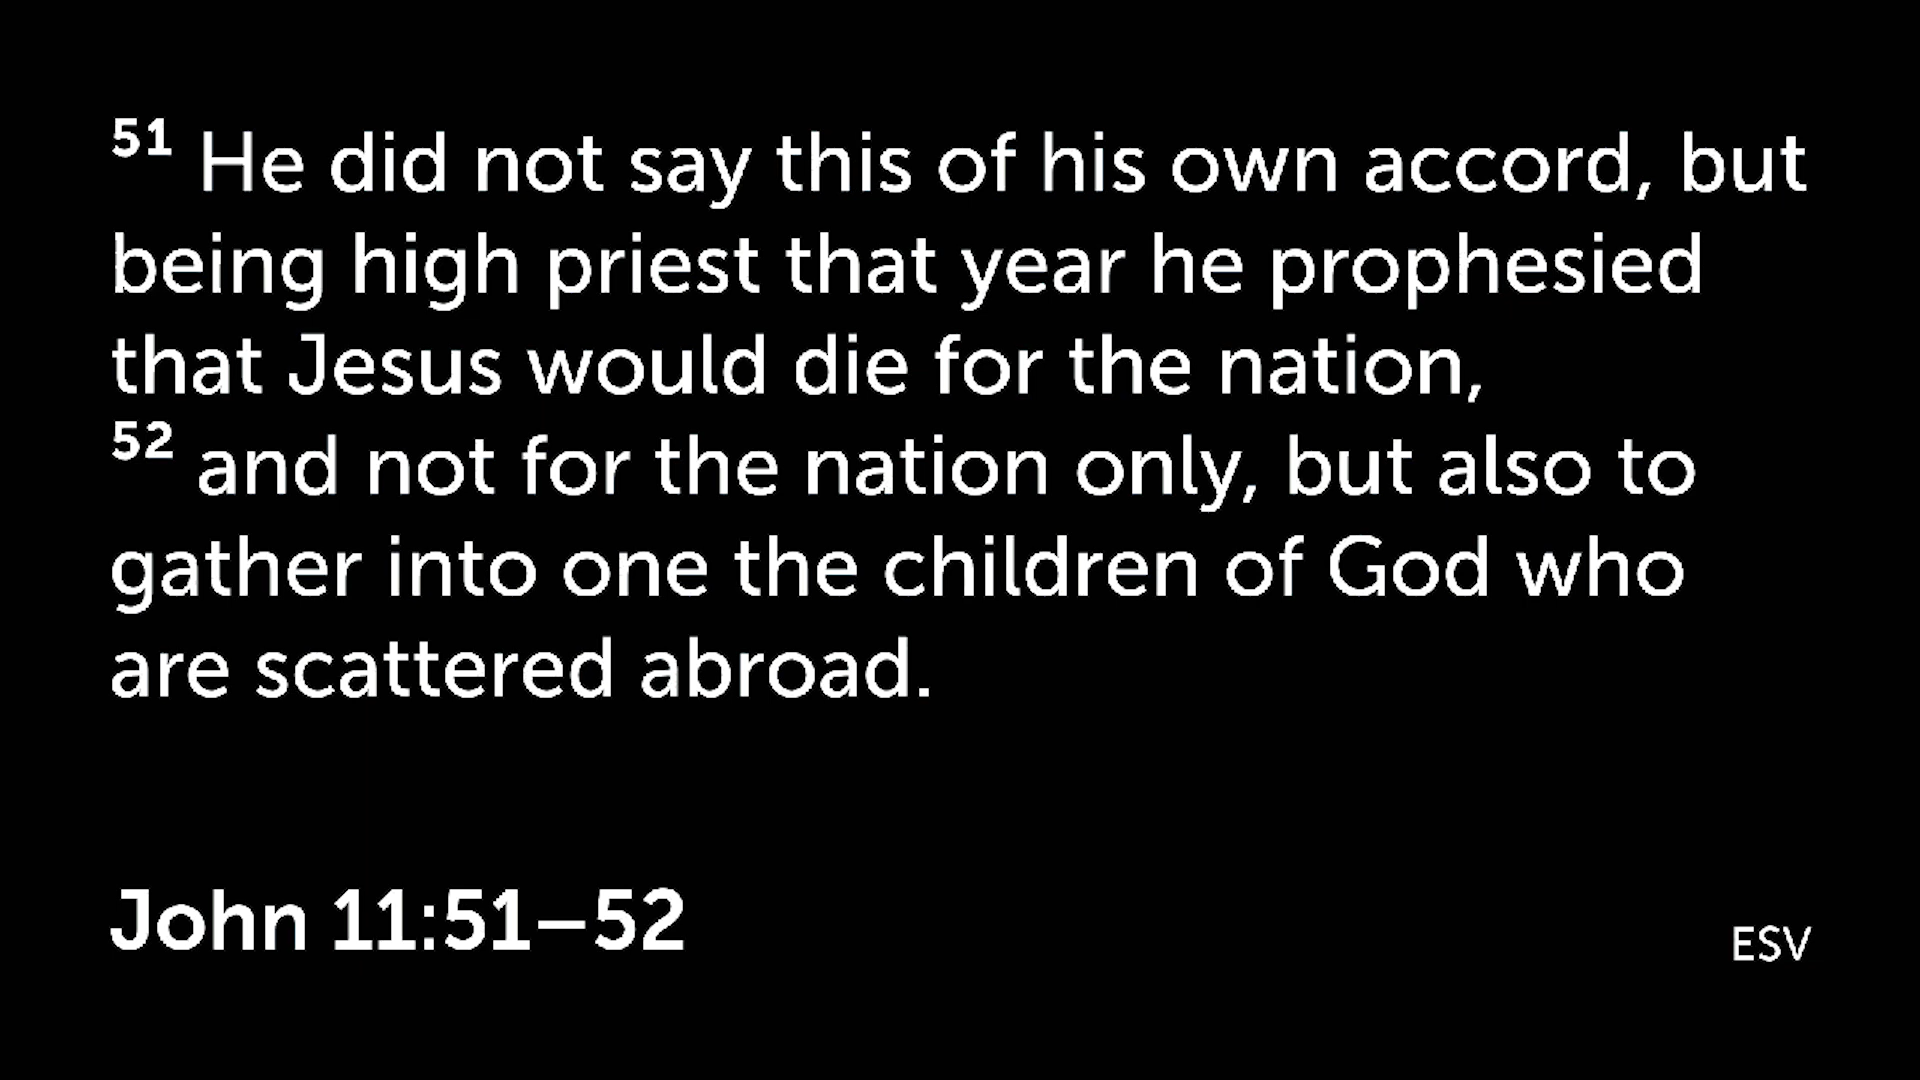 51 He did not say this of his own accord, but
being high priest that year he prophesied
that Jesus would die for the nation,
52 and not for the nation only, but also to
gather into one the children of God who
are scattered abroad.
John 11:51–52
ESV